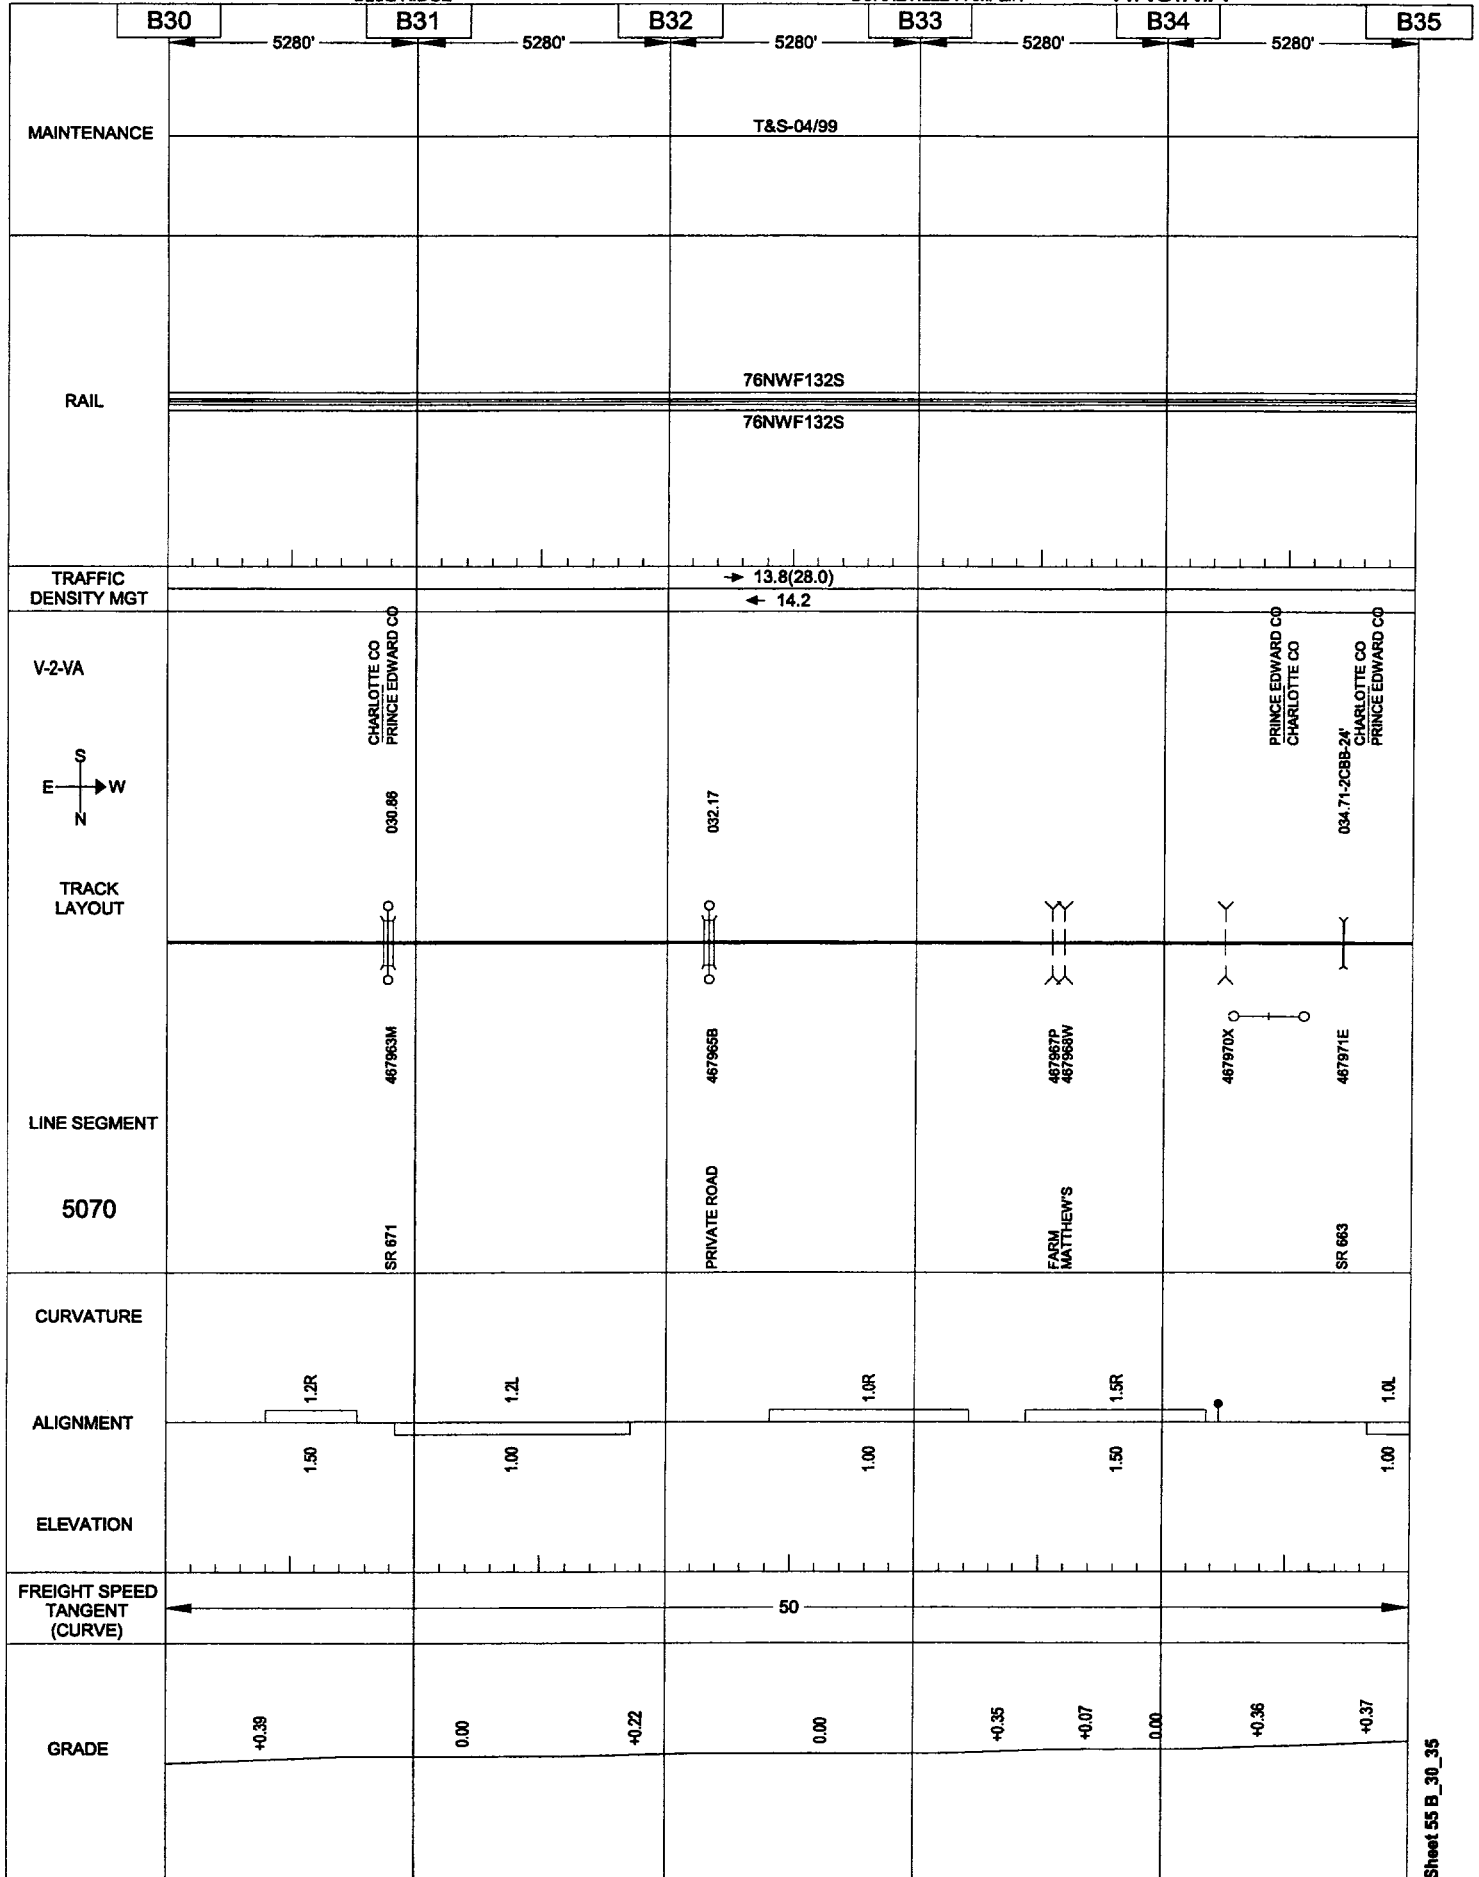 B30 B31 B32 B33 B34 B35
5280' 5280' 5280' 5280' 5280'
MAINTENANCE
T&S-04/99
RAIL
76NWF132S
76NWF132S
TRAFFIC
DENSITY MGT
→ 13.8(28.0)
← 14.2
V-2-VA
CHARLOTTE CO
PRINCE EDWARD CO
PRINCE EDWARD CO
CHARLOTTE CO
CHARLOTTE CO
PRINCE EDWARD CO
S
E W
N
030.86
032.17
034.71-2CBB-24'
TRACK
LAYOUT
467963M
467965B
467967P
467968W
467970X
467971E
LINE SEGMENT
5070
SR 671
PRIVATE ROAD
FARM
MATTHEW'S
SR 663
CURVATURE
1.2R 1.2L 1.0R 1.5R 1.0L
ALIGNMENT
1.50 1.00 1.00 1.50 1.00
ELEVATION
FREIGHT SPEED
TANGENT
(CURVE)
50
GRADE
+0.39 0.00 +0.22 0.00 +0.35 +0.07 0.00 +0.36 +0.37
Sheet 55 B_30_35